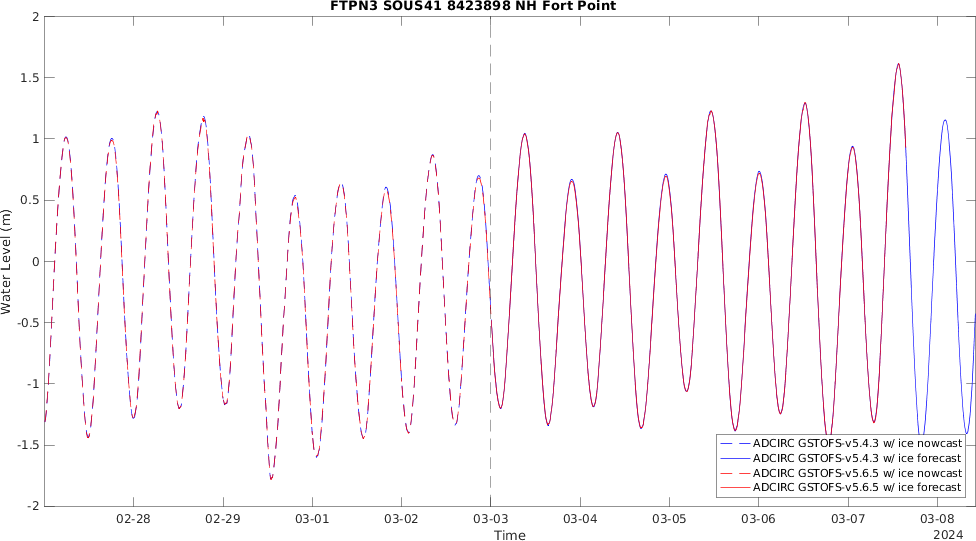 FTPN3 SOUS41 8423898 NH Fort Point
2
1.5
1
0.5
0
-0.5
-1
-1.5
-2
Water Level (m)
02-28 02-29 03-01 03-02 03-03 03-04 03-05 03-06 03-07 03-08
Time
2024
ADCIRC GSTOFS-v5.4.3 w/ ice nowcast
ADCIRC GSTOFS-v5.4.3 w/ ice forecast
ADCIRC GSTOFS-v5.6.5 w/ ice nowcast
ADCIRC GSTOFS-v5.6.5 w/ ice forecast